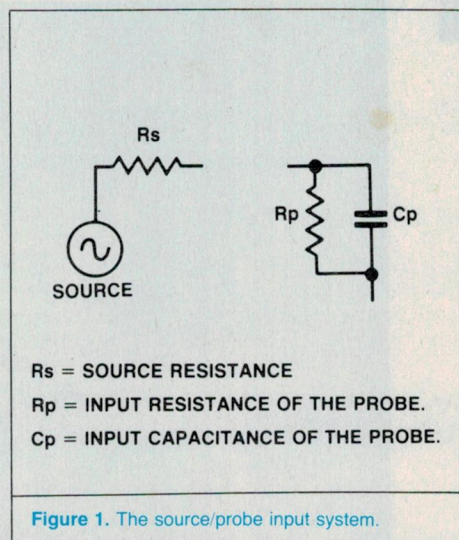 Rs
Rp
Cp
SOURCE
Rs = SOURCE RESISTANCE
Rp = INPUT RESISTANCE OF THE PROBE.
Cp = INPUT CAPACITANCE OF THE PROBE.
Figure 1. The source/probe input system.